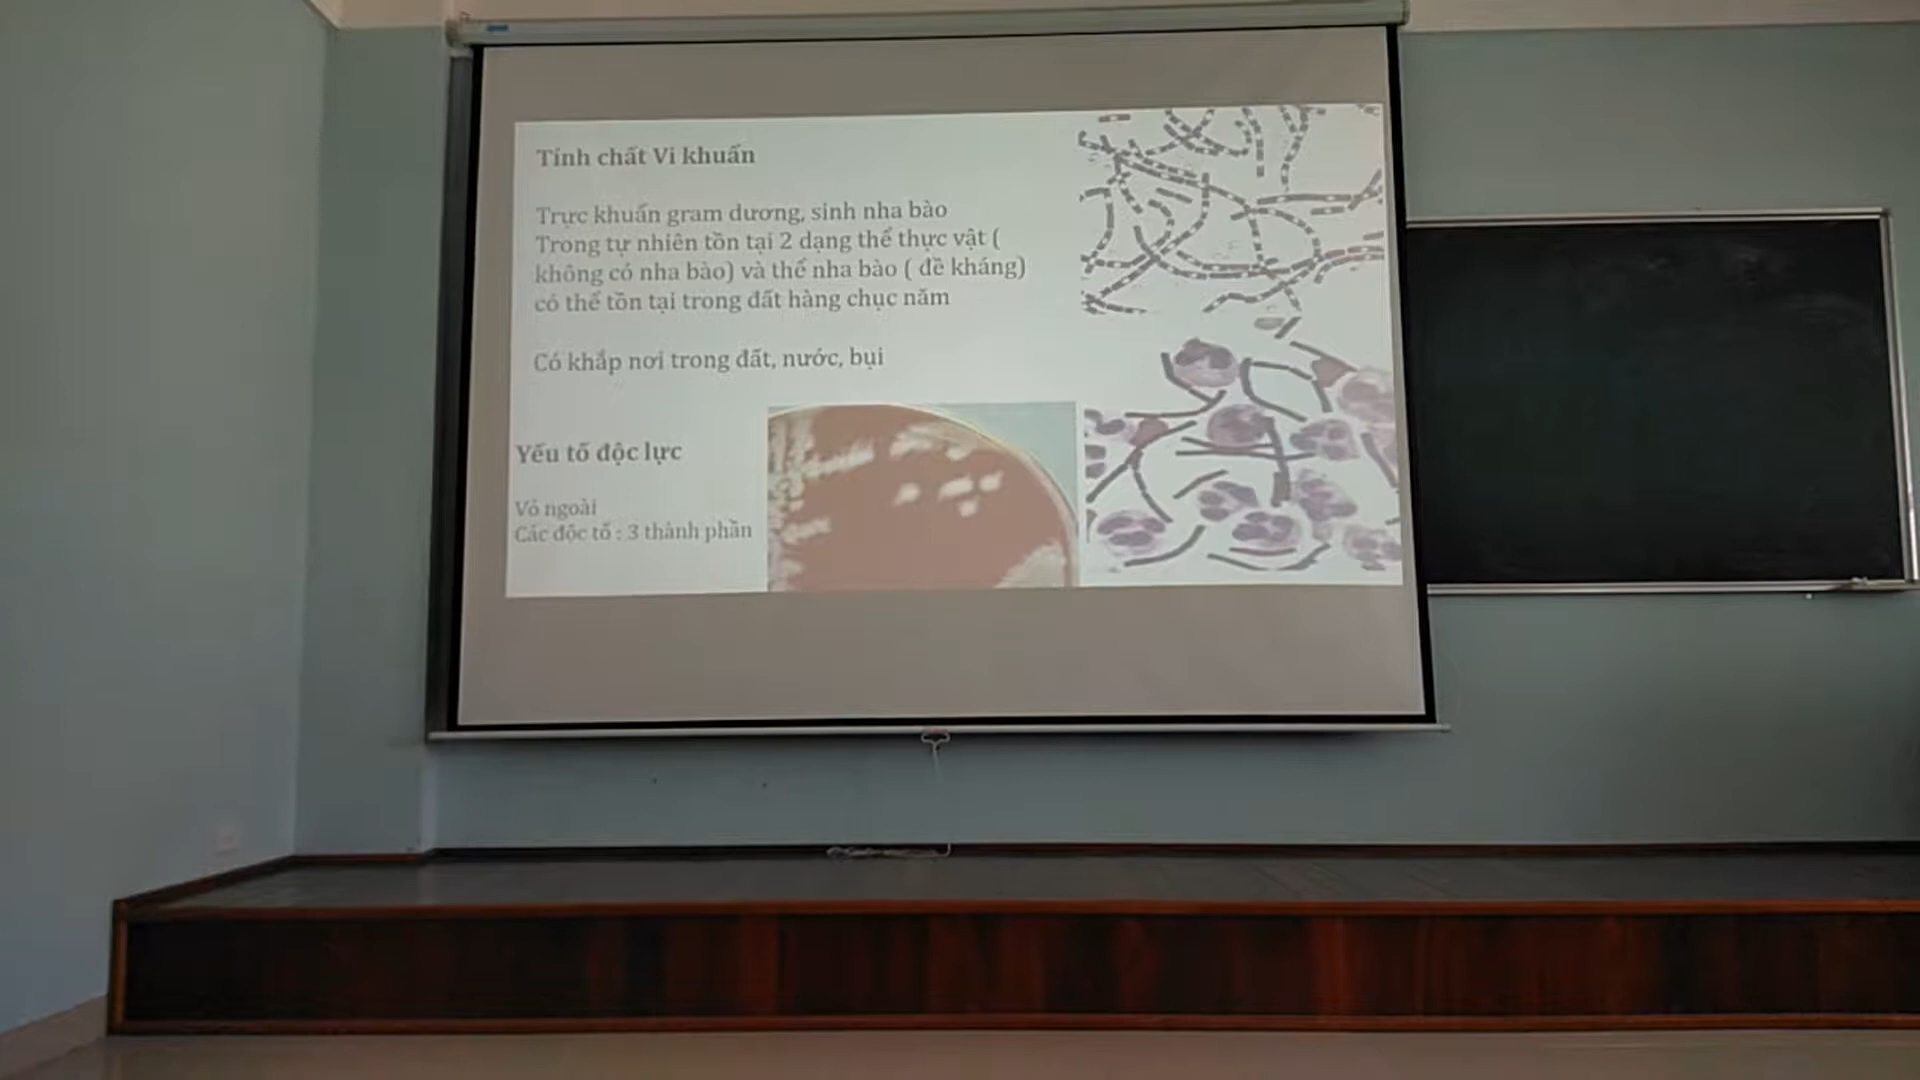 Tính chất Vi khuẩn
Trực khuẩn gram dương, sinh nha bào
Trong tự nhiên tồn tại 2 dạng thể thực vật (
không có nha bào) và thể nha bào ( đề kháng)
có thể tồn tại trong đất hàng chục năm
Có khắp nơi trong đất, nước, bụi
Yếu tố độc lực
Vỏ ngoài
Các độc tố : 3 thành phần